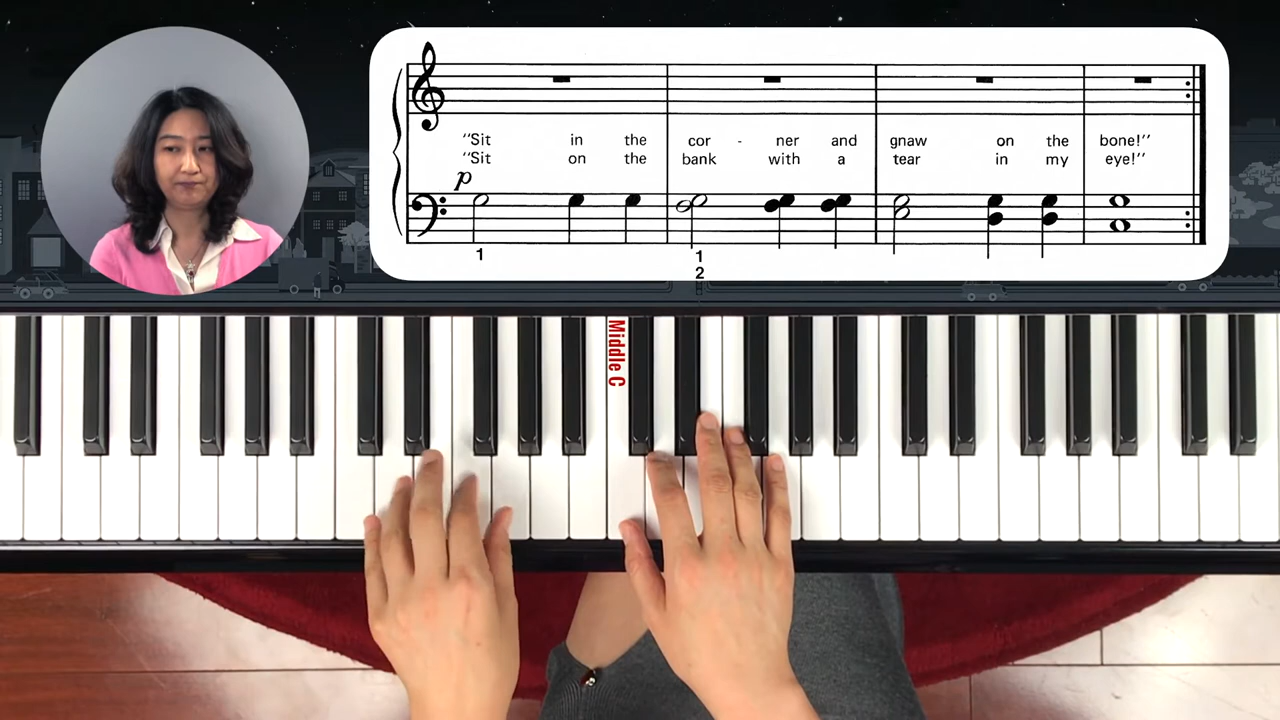 “Sit in the cor - ner and gnaw on the bone!”
“Sit on the bank with a tear in my eye!”
p
1 1
2
Middle C